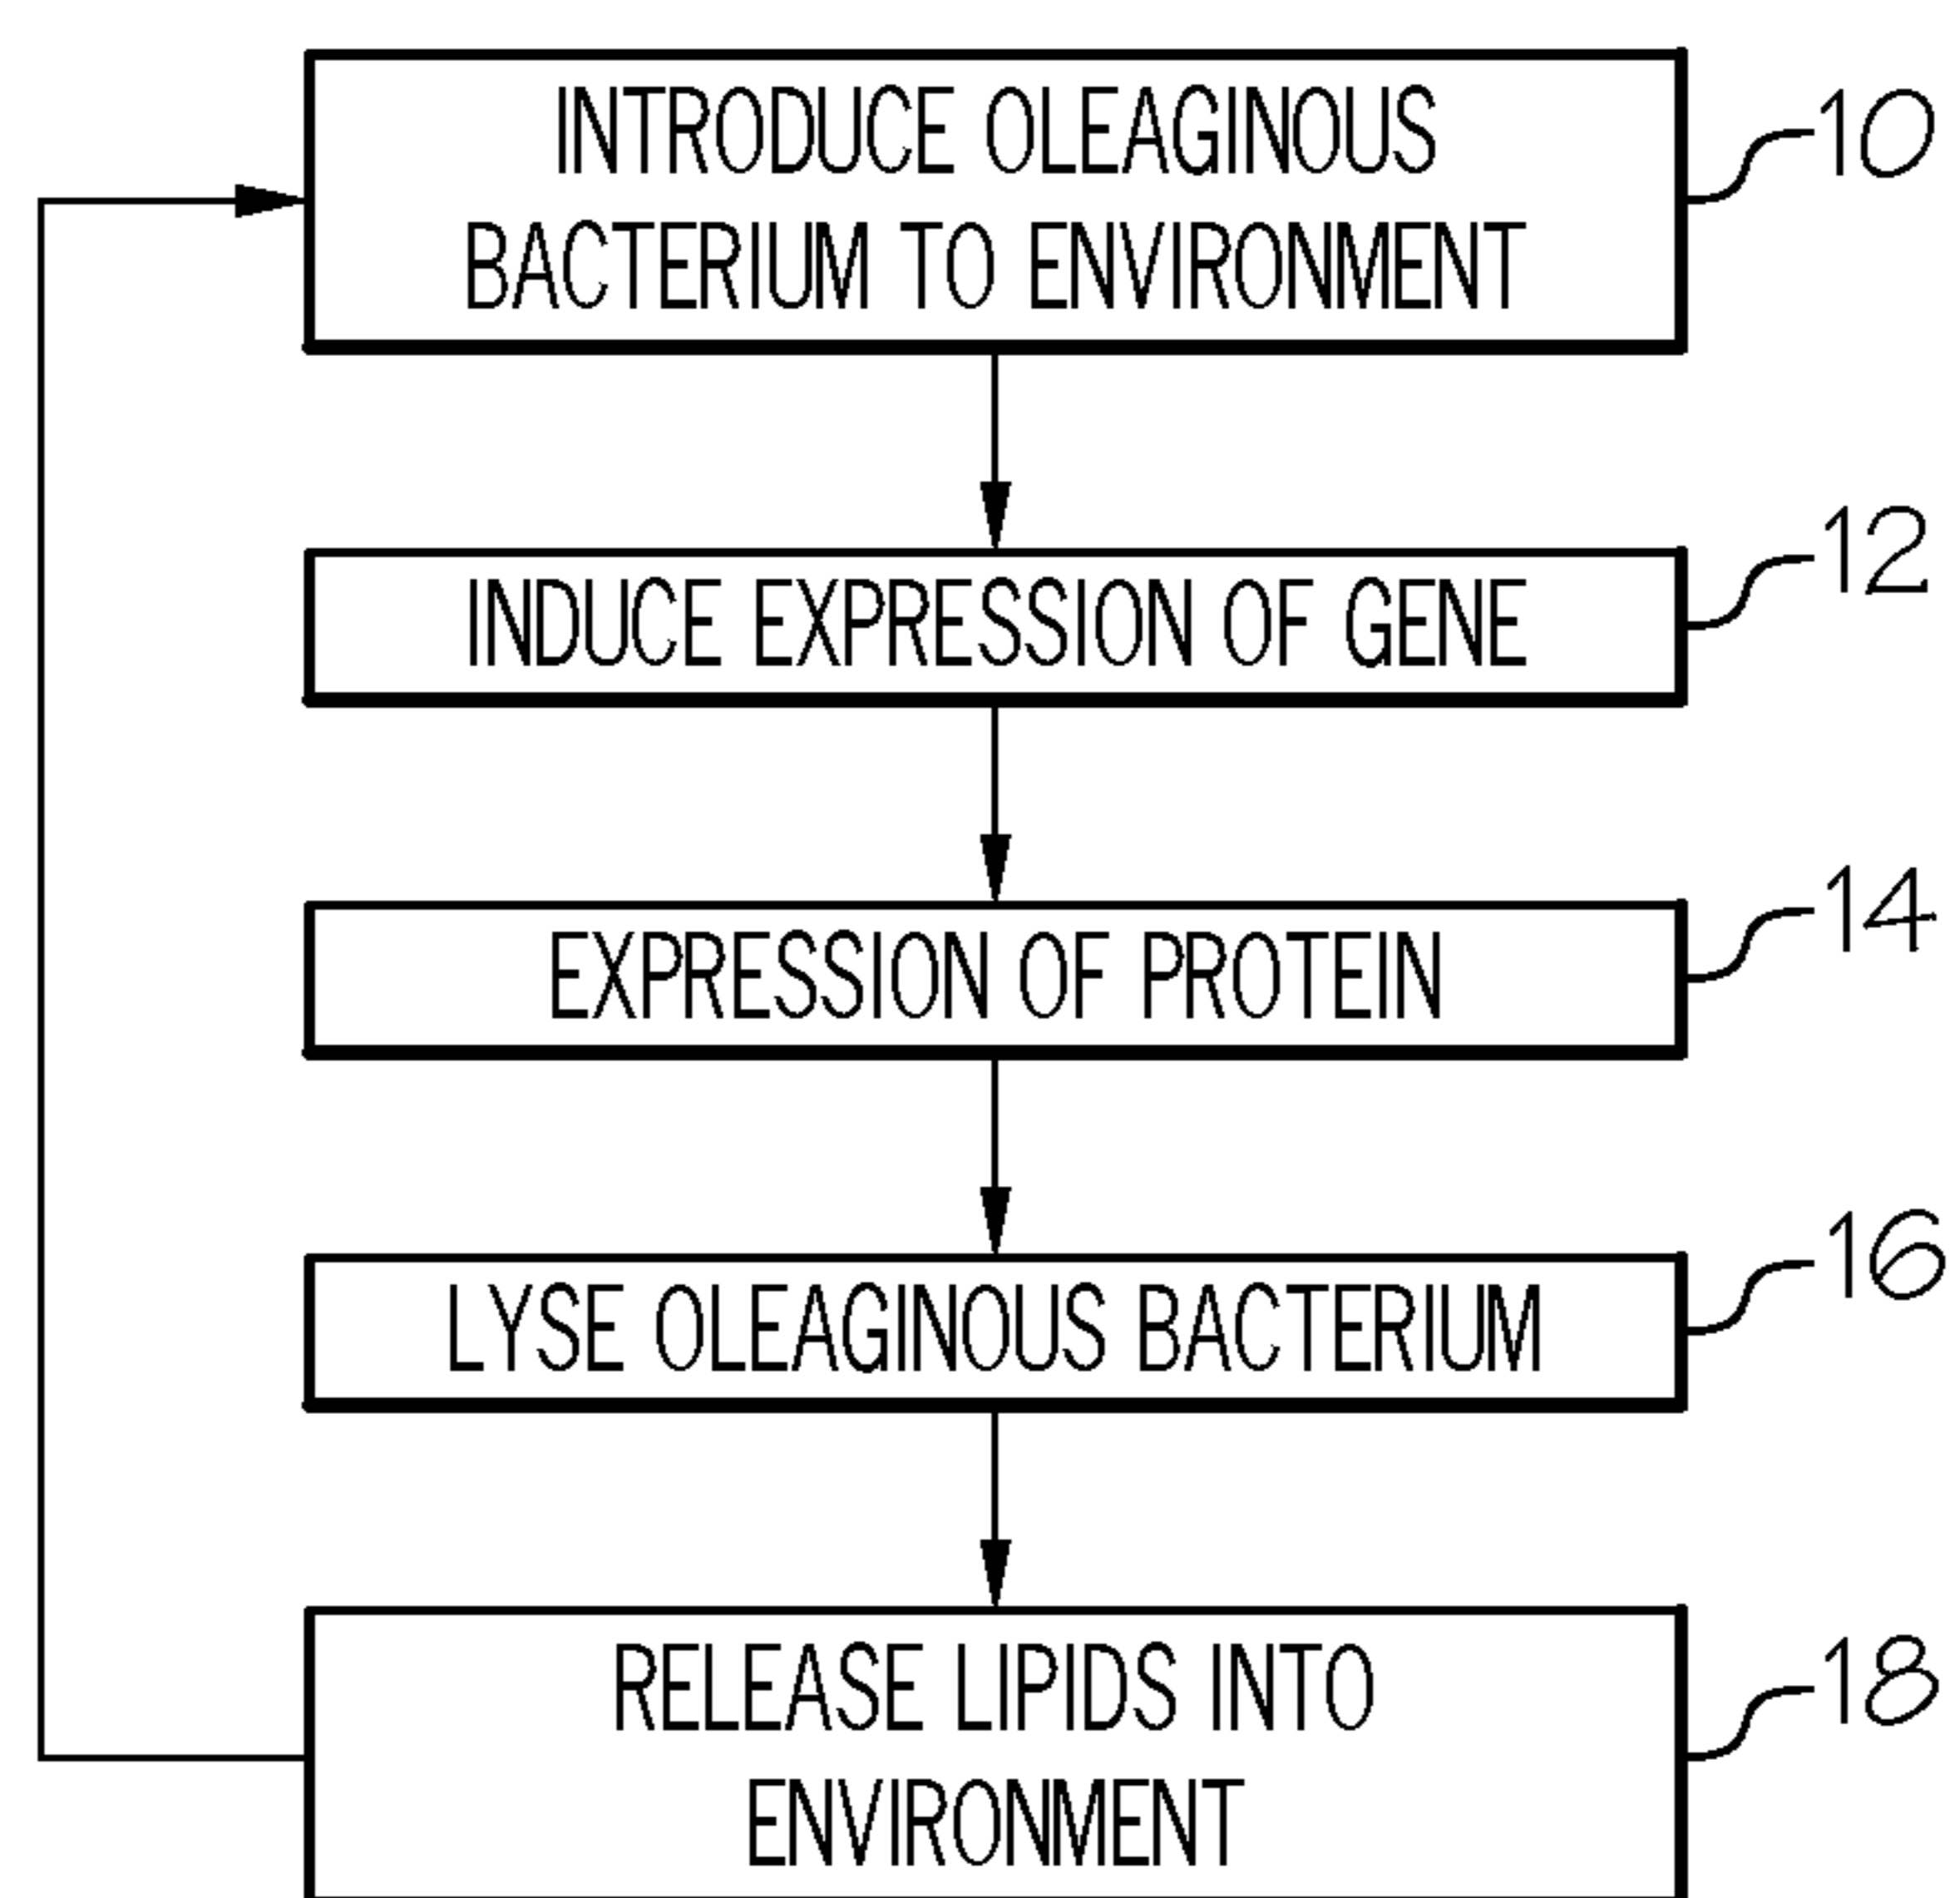 INTRODUCE OLEAGINOUS
BACTERIUM TO ENVIRONMENT
10
INDUCE EXPRESSION OF GENE
12
EXPRESSION OF PROTEIN
14
LYSE OLEAGINOUS BACTERIUM
16
RELEASE LIPIDS INTO
ENVIRONMENT
18